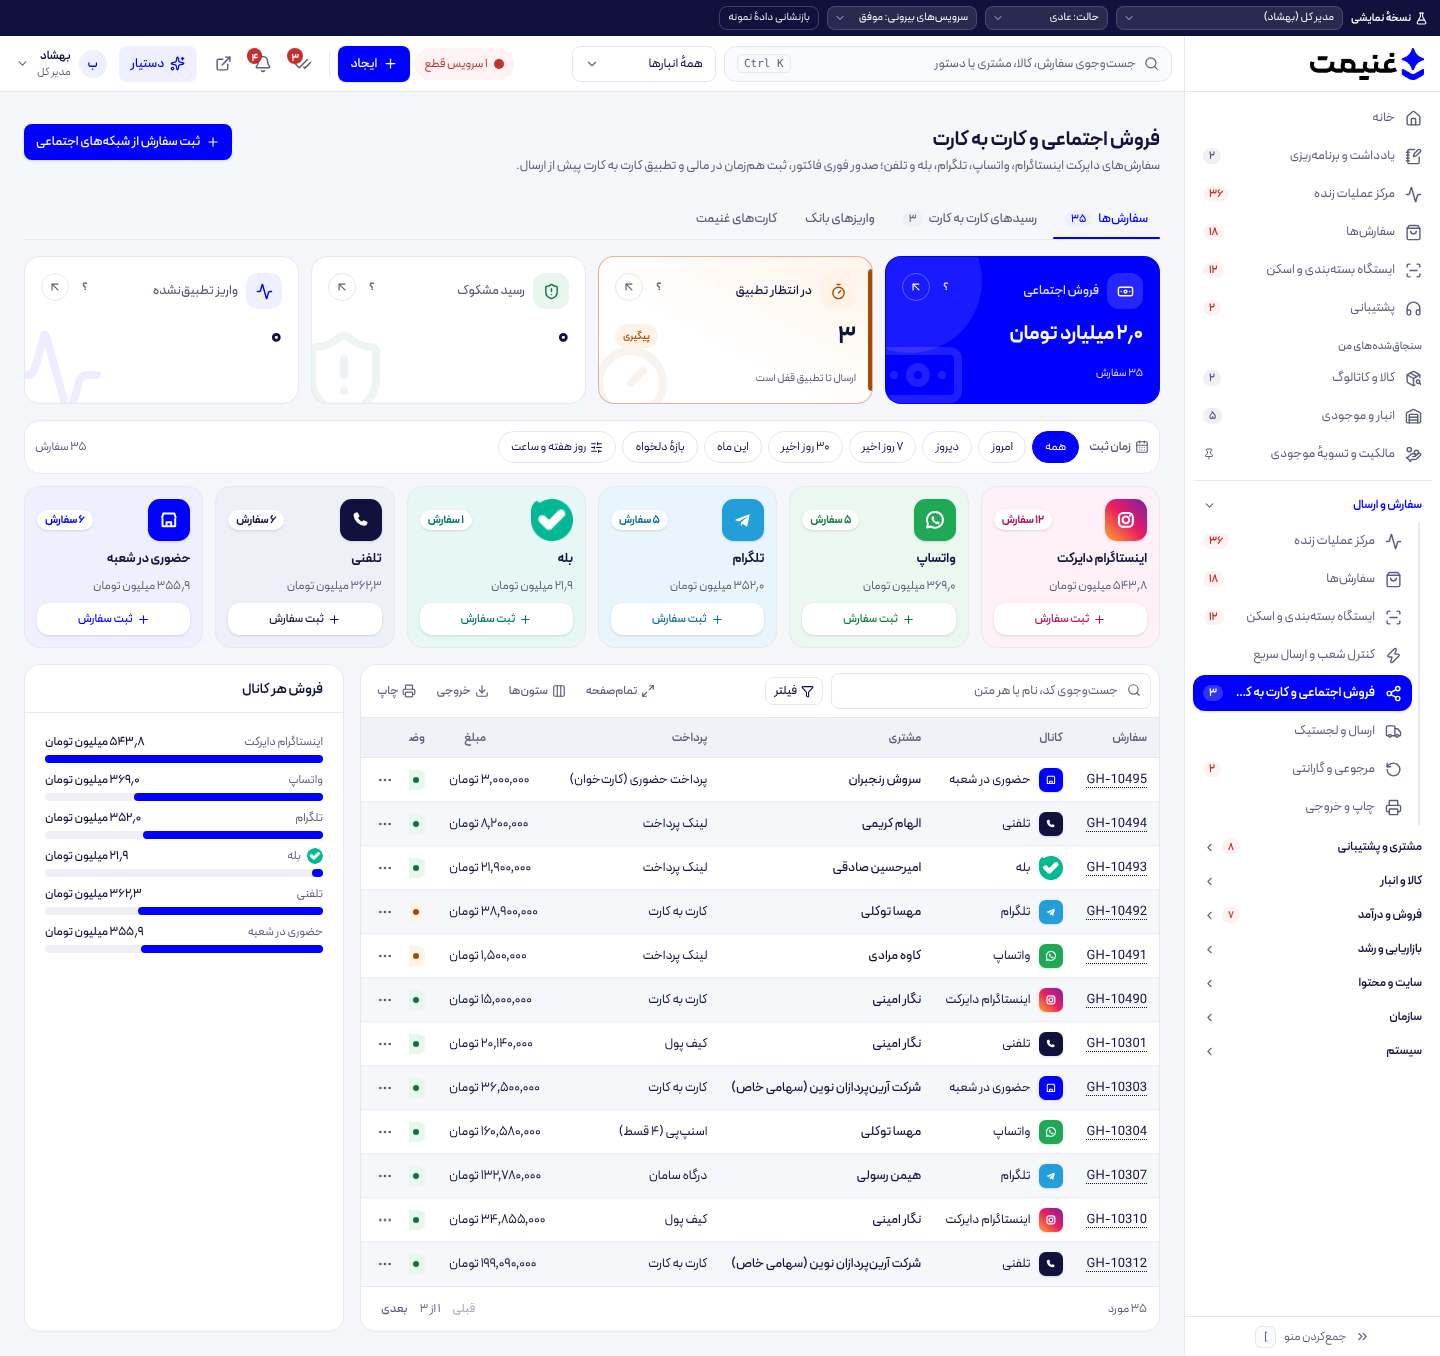 نسخهٔ نمایشی
مدیر کل (بهشاد)
حالت: عادی
سرویس‌های بیرونی: موفق
بازنشانی دادهٔ نمونه
غنیمت
جست‌وجوی سفارش، کالا، مشتری یا دستور
Ctrl K
همهٔ انبارها
۱ سرویس قطع
ایجاد
۳
۴
دستیار
ب
بهشاد
مدیر کل
خانه
یادداشت و برنامه‌ریزی ۲
مرکز عملیات زنده ۳۶
سفارش‌ها ۱۸
ایستگاه بسته‌بندی و اسکن ۱۲
پشتیبانی ۲
سنجاق‌شده‌های من
کالا و کاتالوگ ۲
انبار و موجودی ۵
مالکیت و تسویهٔ موجودی
سفارش و ارسال
مرکز عملیات زنده ۳۶
سفارش‌ها ۱۸
ایستگاه بسته‌بندی و اسکن ۱۲
کنترل شعب و ارسال سریع
فروش اجتماعی و کارت به ک... ۳
ارسال و لجستیک
مرجوعی و گارانتی ۲
چاپ و خروجی
مشتری و پشتیبانی ۸
کالا و انبار
فروش و درآمد ۷
بازاریابی و رشد
سایت و محتوا
سازمان
سیستم
جمع‌کردن منو [
فروش اجتماعی و کارت به کارت
سفارش‌های دایرکت اینستاگرام، واتساپ، تلگرام، بله و تلفن؛ صدور فوری فاکتور، ثبت هم‌زمان در مالی و تطبیق کارت به کارت پیش از ارسال.
ثبت سفارش از شبکه‌های اجتماعی
سفارش‌ها ۳۵
رسیدهای کارت به کارت ۳
واریزهای بانک
کارت‌های غنیمت
فروش اجتماعی ؟
۲٫۰ میلیارد تومان
۳۵ سفارش
در انتظار تطبیق ؟
۳
پیگیری
ارسال تا تطبیق قفل است
رسید مشکوک ؟
۰
واریز تطبیق‌نشده ؟
۰
زمان ثبت
همه
امروز
دیروز
۷ روز اخیر
۳۰ روز اخیر
این ماه
بازهٔ دلخواه
روز هفته و ساعت
۳۵ سفارش
۱۲ سفارش
اینستاگرام دایرکت
۵۴۳٫۸ میلیون تومان
ثبت سفارش
۵ سفارش
واتساپ
۳۶۹٫۰ میلیون تومان
ثبت سفارش
۵ سفارش
تلگرام
۳۵۲٫۰ میلیون تومان
ثبت سفارش
۱ سفارش
بله
۲۱٫۹ میلیون تومان
ثبت سفارش
۶ سفارش
تلفنی
۳۶۲٫۳ میلیون تومان
ثبت سفارش
۶ سفارش
حضوری در شعبه
۳۵۵٫۹ میلیون تومان
ثبت سفارش
جست‌وجوی کد، نام یا هر متن
فیلتر
تمام‌صفحه
ستون‌ها
خروجی
چاپ
سفارش کانال مشتری پرداخت مبلغ وض
GH-10495 حضوری در شعبه سروش رنجبران پرداخت حضوری (کارت‌خوان) ۳٬۰۰۰٬۰۰۰ تومان
GH-10494 تلفنی الهام کریمی لینک پرداخت ۸٬۲۰۰٬۰۰۰ تومان
GH-10493 بله امیرحسین صادقی لینک پرداخت ۲۱٬۹۰۰٬۰۰۰ تومان
GH-10492 تلگرام مهسا توکلی کارت به کارت ۳۸٬۹۰۰٬۰۰۰ تومان
GH-10491 واتساپ کاوه مرادی لینک پرداخت ۱٬۵۰۰٬۰۰۰ تومان
GH-10490 اینستاگرام دایرکت نگار امینی کارت به کارت ۱۵٬۰۰۰٬۰۰۰ تومان
GH-10301 تلفنی نگار امینی کیف پول ۲۰٬۱۴۰٬۰۰۰ تومان
GH-10303 حضوری در شعبه شرکت آرین‌پردازان نوین (سهامی خاص) کارت به کارت ۳۶٬۵۰۰٬۰۰۰ تومان
GH-10304 واتساپ مهسا توکلی اسنپ‌پی (۴ قسط) ۱۶۰٬۵۸۰٬۰۰۰ تومان
GH-10307 تلگرام هیمن رسولی درگاه سامان ۱۳۲٬۷۸۰٬۰۰۰ تومان
GH-10310 اینستاگرام دایرکت نگار امینی کیف پول ۳۴٬۸۵۵٬۰۰۰ تومان
GH-10312 تلفنی شرکت آرین‌پردازان نوین (سهامی خاص) کارت به کارت ۱۹۹٬۰۹۰٬۰۰۰ تومان
۳۵ مورد
قبلی
۱ از ۳
بعدی
فروش هر کانال
اینستاگرام دایرکت ۵۴۳٫۸ میلیون تومان
واتساپ ۳۶۹٫۰ میلیون تومان
تلگرام ۳۵۲٫۰ میلیون تومان
بله ۲۱٫۹ میلیون تومان
تلفنی ۳۶۲٫۳ میلیون تومان
حضوری در شعبه ۳۵۵٫۹ میلیون تومان